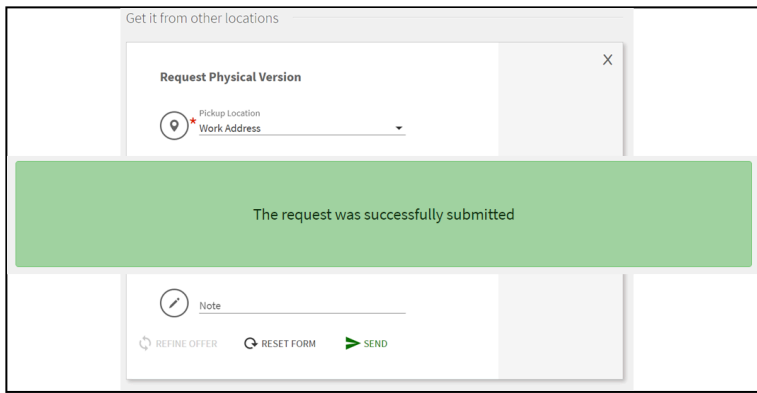 Get it from other locations
X
Request Physical Version
* Pickup Location
Work Address
The request was successfully submitted
Note
REFINE OFFER RESET FORM SEND